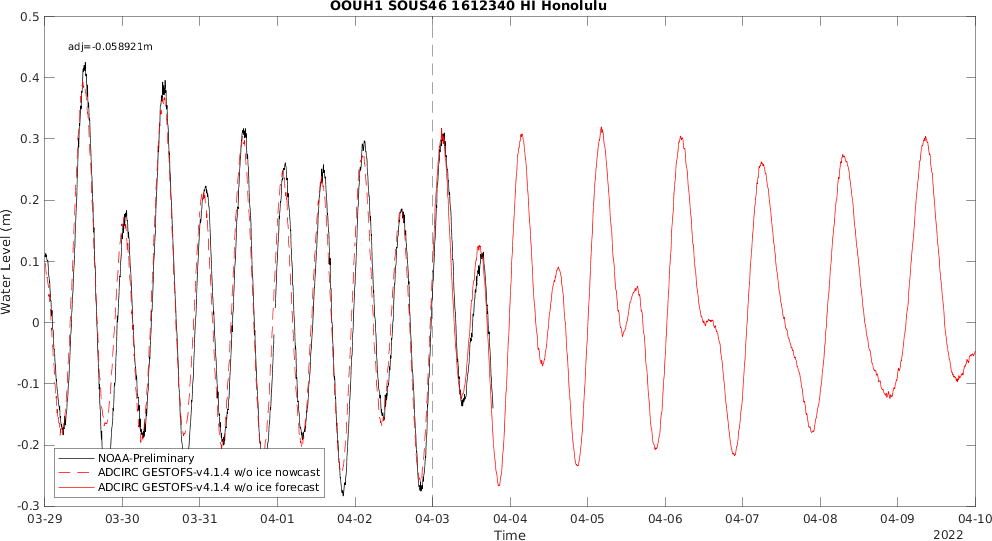 OOUH1 SOUS46 1612340 HI Honolulu
adj=-0.058921m
0.5
0.4
0.3
0.2
0.1
0
-0.1
-0.2
-0.3
Water Level (m)
NOAA-Preliminary
ADCIRC GESTOFS-v4.1.4 w/o ice nowcast
ADCIRC GESTOFS-v4.1.4 w/o ice forecast
03-29 03-30 03-31 04-01 04-02 04-03 04-04 04-05 04-06 04-07 04-08 04-09 04-10
Time
2022